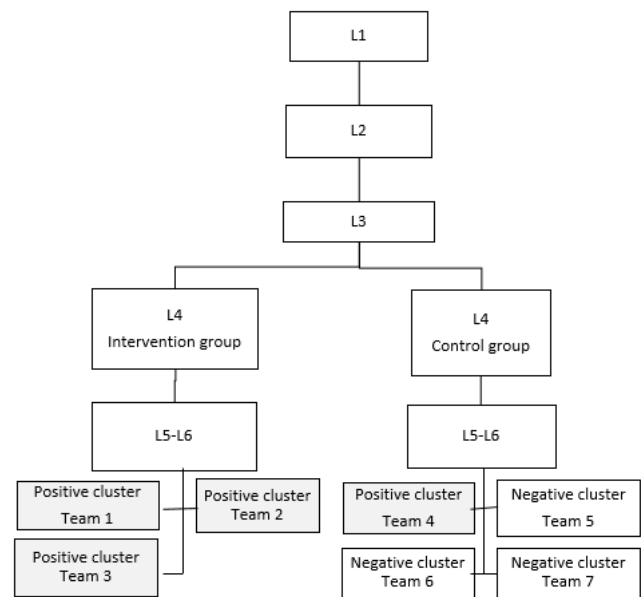 L1
L2
L3
L4
Intervention group
L4
Control group
L5-L6
L5-L6
Positive cluster
Team 1
Positive cluster
Team 2
Positive cluster
Team 4
Negative cluster
Team 5
Positive cluster
Team 3
Negative cluster
Team 6
Negative cluster
Team 7